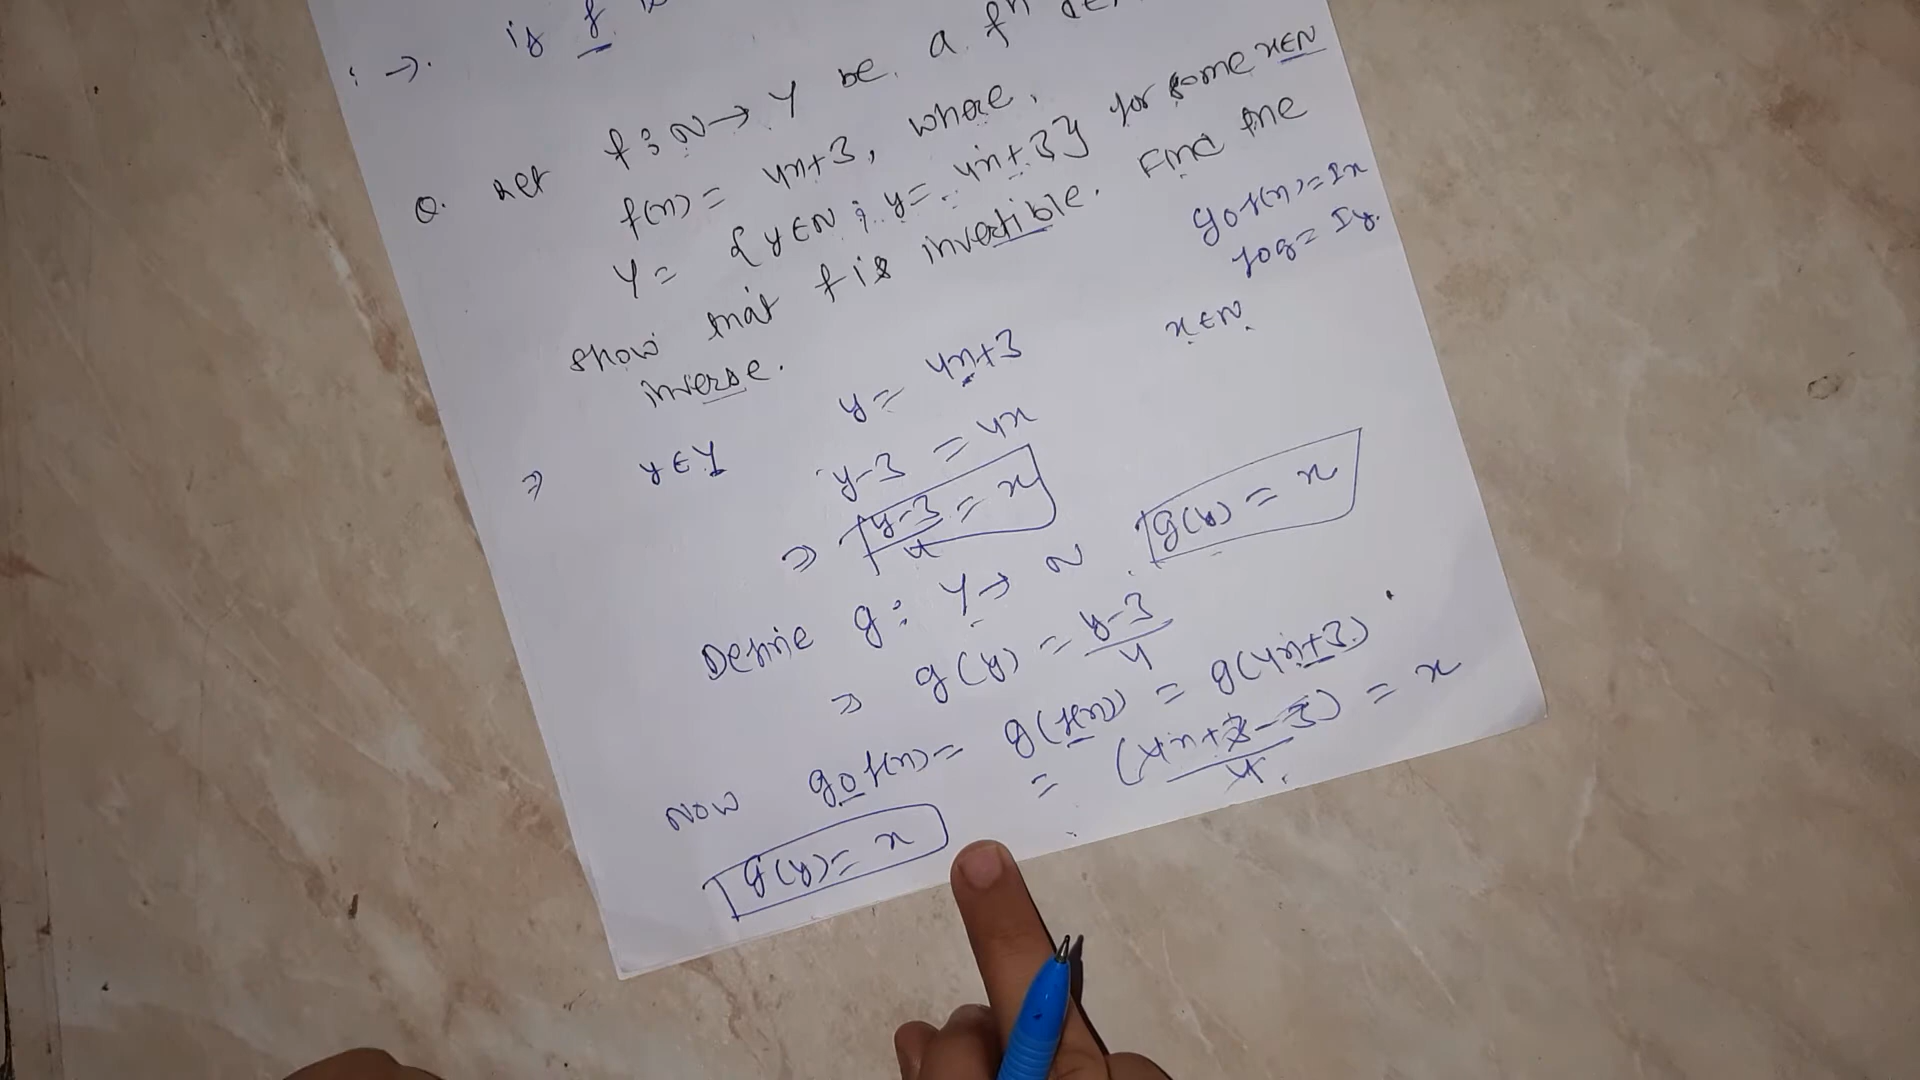 : →. is f
Q. Let f : N → Y be. a. fⁿ
f(x) = 4x+3, where,
Y = {y ∈ N : y = 4x+3} for some x∈N
show that f is invertible. Find the
inverse.
gof(x) = Ix
fog = Iy.
x ∈ N.
⇒ y ∈ Y y = 4x+3
y-3 = 4x
⇒ y-3/4 = x
Define g : Y → N. g(y) = x
⇒ g(y) = y-3/4
Now gof(x) = g(f(x)) = g(4x+3)
= (4x+3-3)/4. = x
g(y) = x